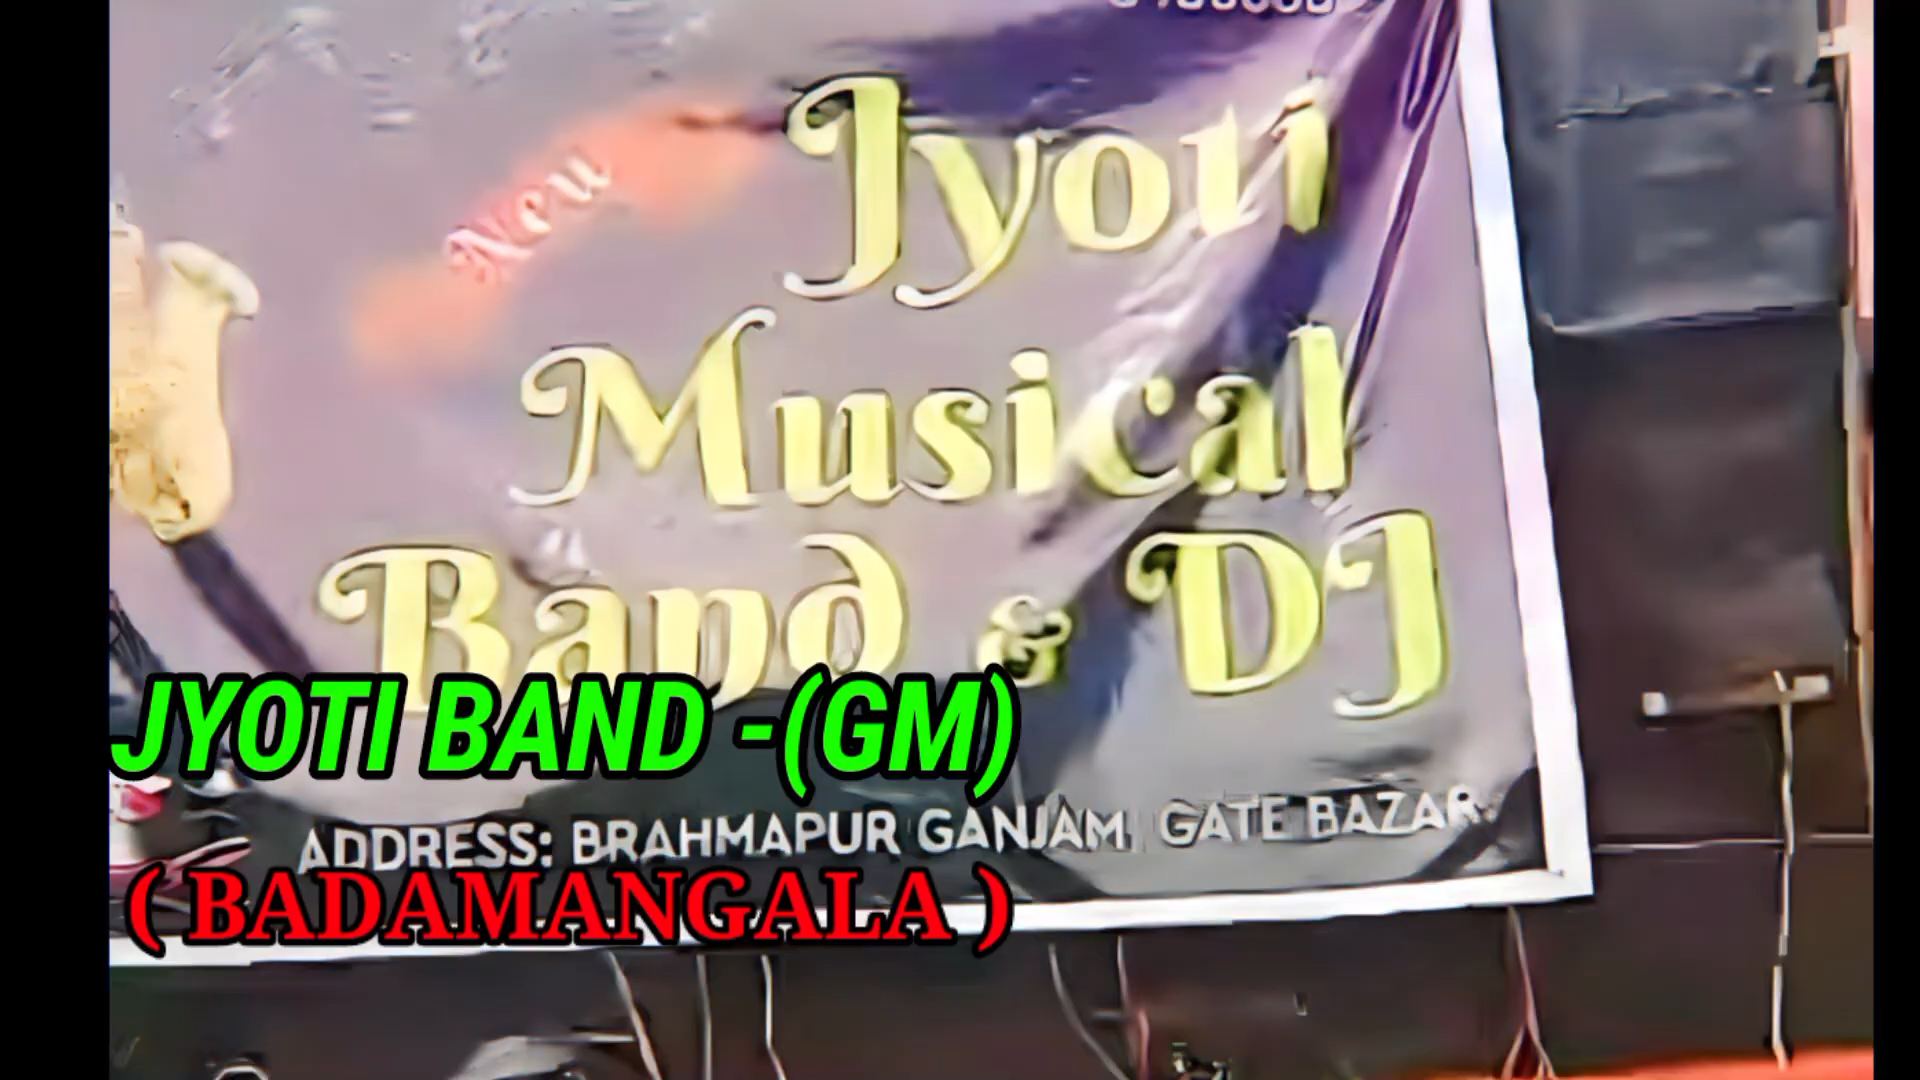 New
Jyoti
Musical
Band & DJ
JYOTI BAND -(GM)
ADDRESS: BRAHMAPUR GANJAM, GATE BAZAR
( BADAMANGALA )